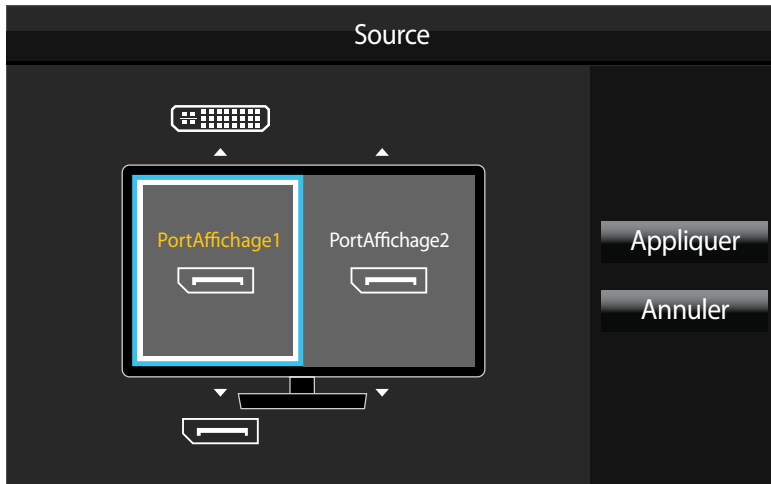 Source
PortAffichage1
PortAffichage2
Appliquer
Annuler